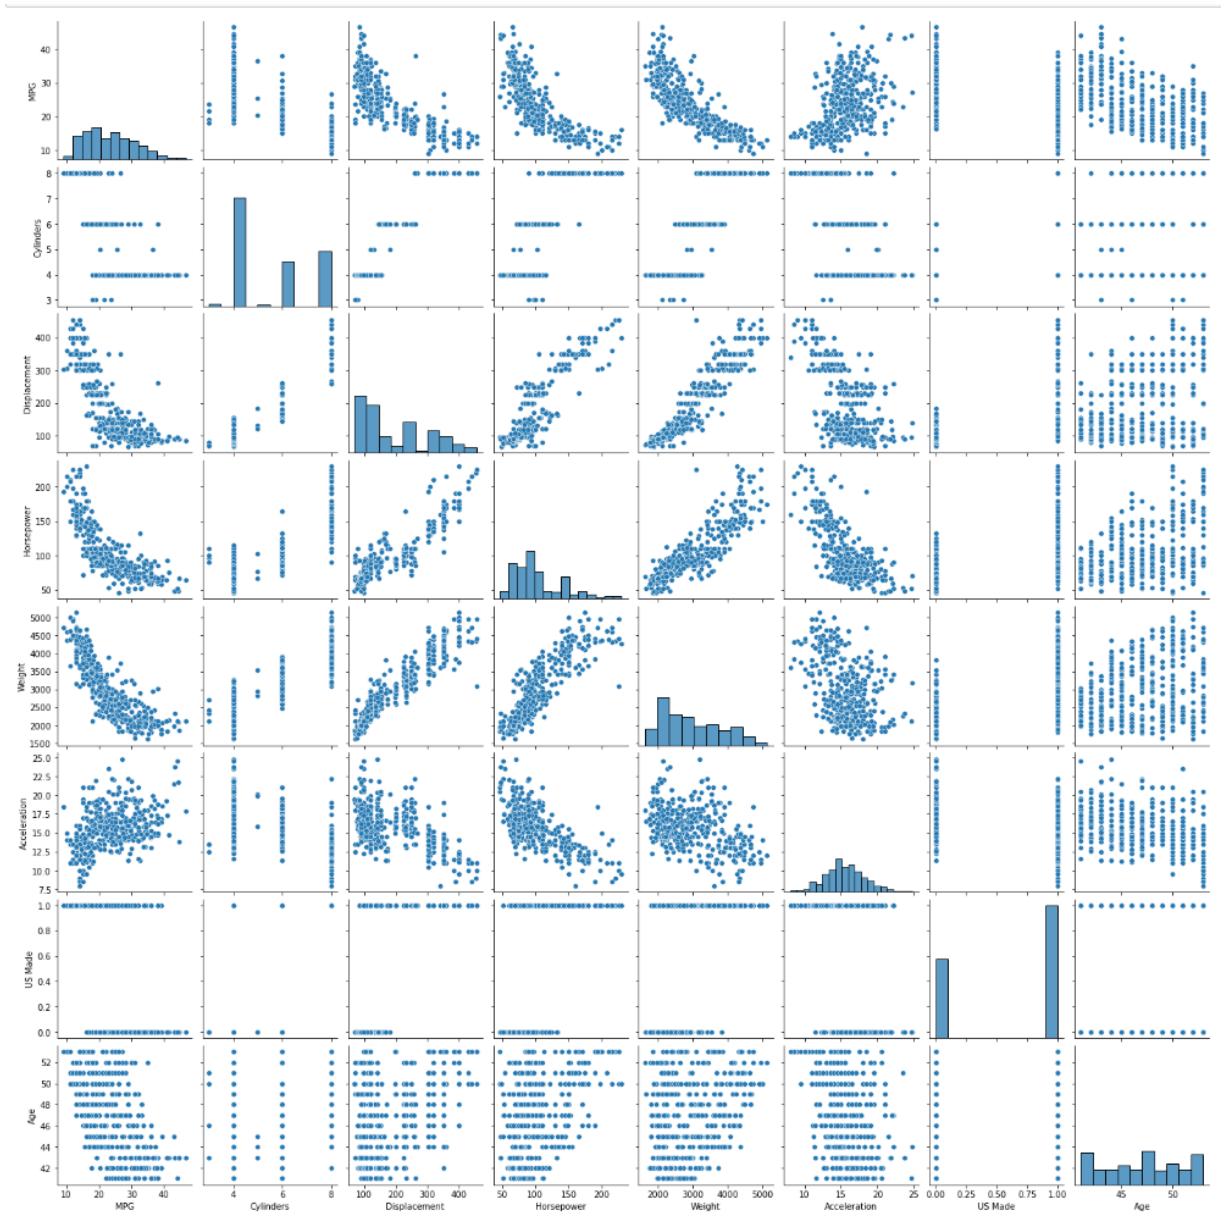 40
30
20
10
MPG
8
7
6
5
4
3
Cylinders
400
300
200
100
Displacement
200
150
100
50
Horsepower
5000
4500
4000
3500
3000
2500
2000
1500
Weight
25.0
22.5
20.0
17.5
15.0
12.5
10.0
7.5
Acceleration
1.0
0.8
0.6
0.4
0.2
0.0
US Made
52
50
48
46
44
42
Age
10 20 30 40
MPG
4 6 8
Cylinders
100 200 300 400
Displacement
50 100 150 200
Horsepower
2000 3000 4000 5000
Weight
10 15 20 25
Acceleration
0.00 0.25 0.50 0.75 1.00
US Made
45 50
Age